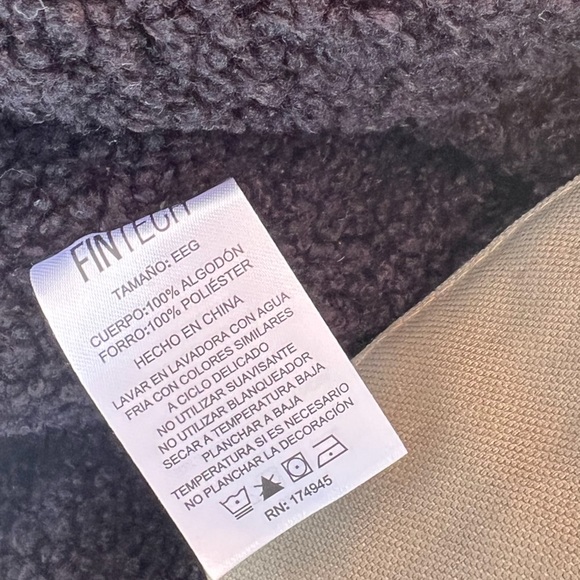 FINTECH
TAMAÑO: EEG
CUERPO:100% ALGODÓN
FORRO:100% POLIÉSTER
HECHO EN CHINA
LAVAR EN LAVADORA CON AGUA
FRIA CON COLORES SIMILARES
A CICLO DELICADO
NO UTILIZAR SUAVISANTE
NO UTILIZAR BLANQUEADOR
SECAR A TEMPERATURA BAJA
PLANCHAR A BAJA
TEMPERATURA SI ES NECESARIO
NO PLANCHAR LA DECORACIÓN
RN: 174945